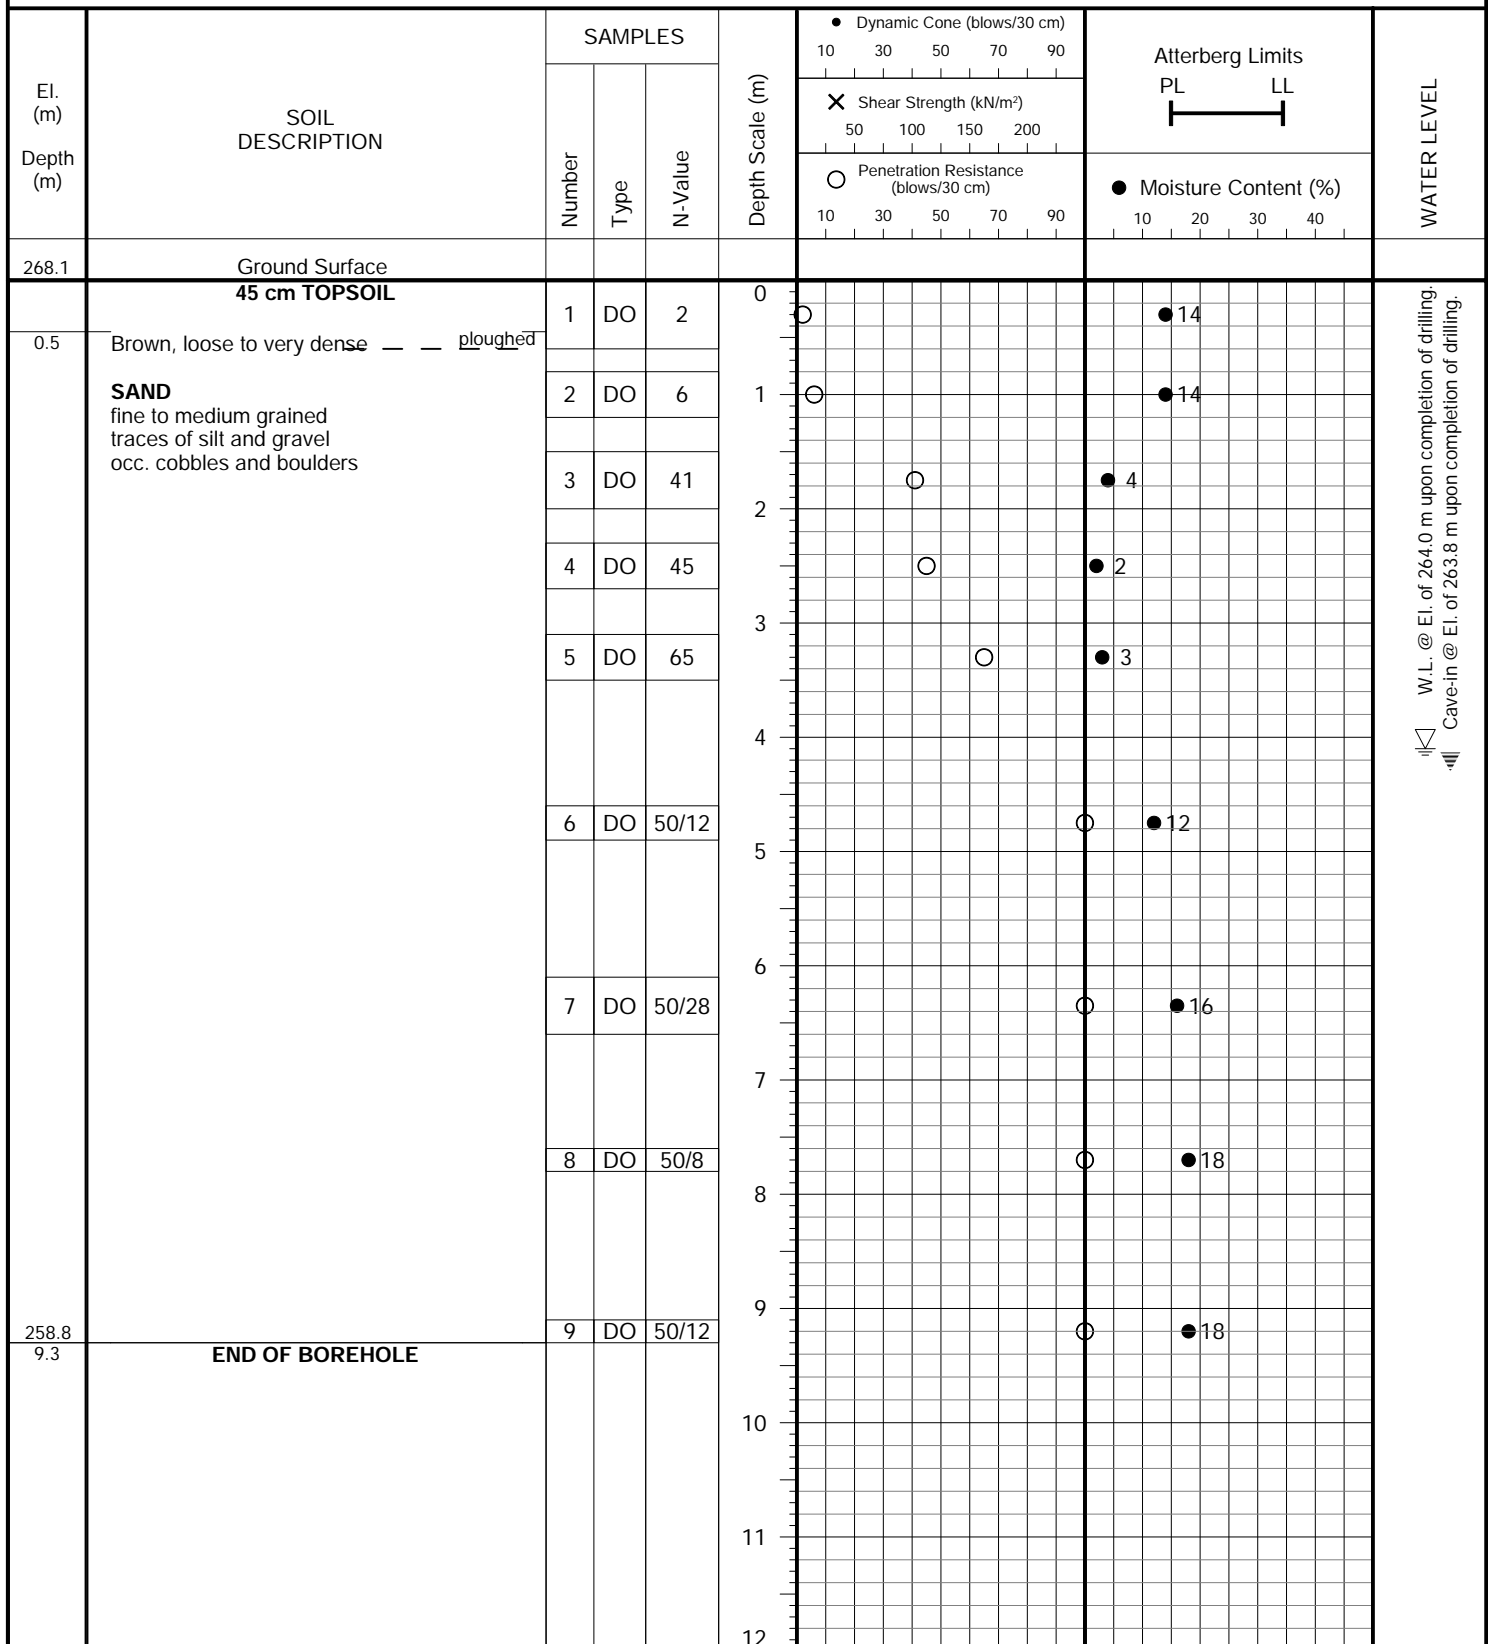 El.
(m)
Depth
(m)
SOIL
DESCRIPTION
SAMPLES
Number
Type
N-Value
Depth Scale (m)
● Dynamic Cone (blows/30 cm)
10 30 50 70 90
✕ Shear Strength (kN/m²)
50 100 150 200
○ Penetration Resistance
(blows/30 cm)
10 30 50 70 90
Atterberg Limits
PL LL
● Moisture Content (%)
10 20 30 40
WATER LEVEL
268.1 Ground Surface
45 cm TOPSOIL
0
1 DO 2 14
0.5 Brown, loose to very dense ploughed
SAND
2 DO 6 1 14
fine to medium grained
traces of silt and gravel
occ. cobbles and boulders
3 DO 41 4
2
4 DO 45 2
3
5 DO 65 3
4
6 DO 50/12 12
5
6
7 DO 50/28 16
7
8 DO 50/8 18
8
9
9 DO 50/12 18
258.8
9.3 END OF BOREHOLE
10
11
12
W.L. @ El. of 264.0 m upon completion of drilling.
Cave-in @ El. of 263.8 m upon completion of drilling.